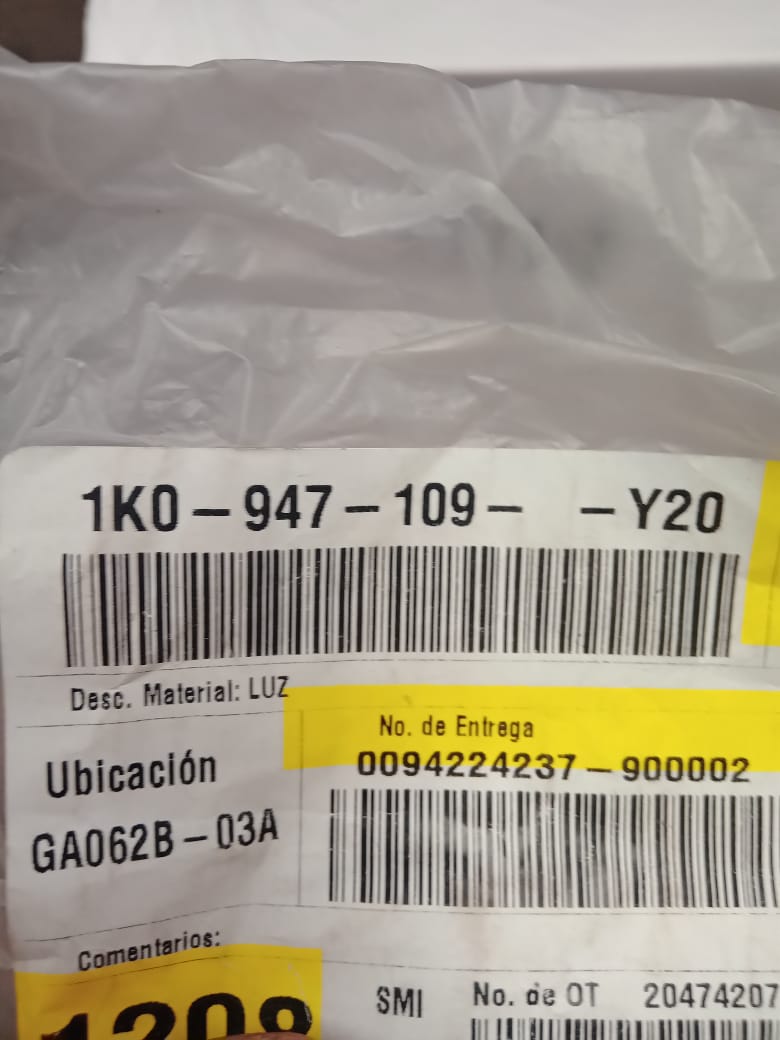 1K0-947-109- -Y20
Desc. Material: LUZ
No. de Entrega
0094224237-900002
Ubicación
GA062B-03A
Comentarios:
SMI No. de OT 20474207